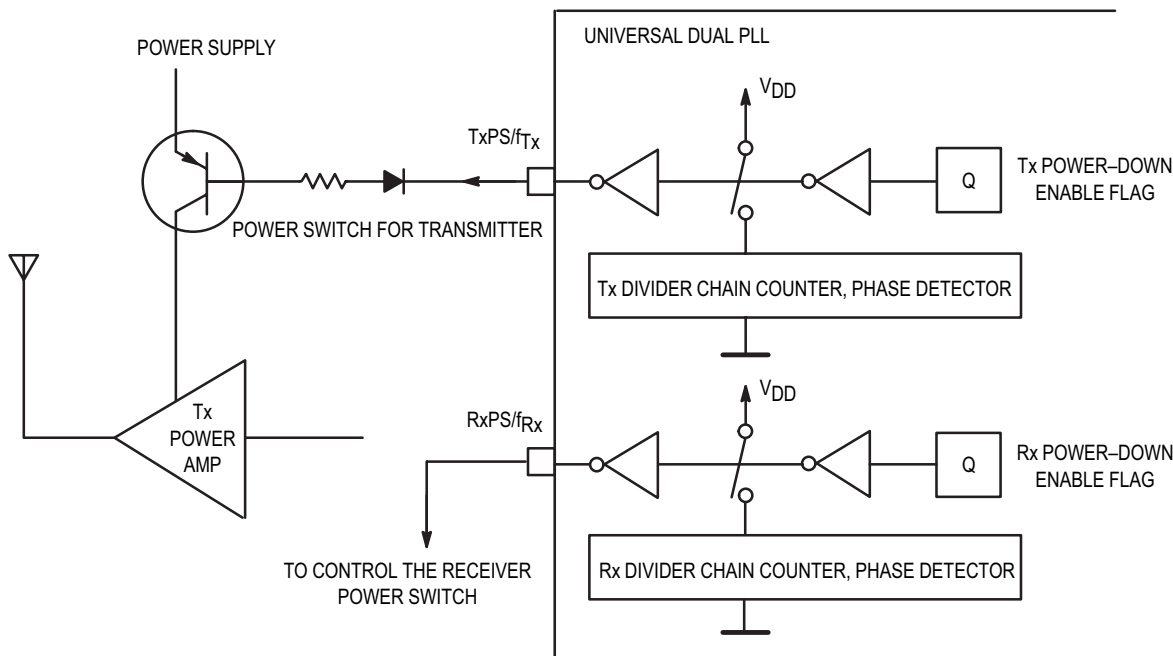 UNIVERSAL DUAL PLL
POWER SUPPLY
VDD
TxPS/fTx
Q
Tx POWER–DOWN
ENABLE FLAG
POWER SWITCH FOR TRANSMITTER
Tx DIVIDER CHAIN COUNTER, PHASE DETECTOR
VDD
Tx
POWER
AMP
RxPS/fRx
Q
Rx POWER–DOWN
ENABLE FLAG
TO CONTROL THE RECEIVER
POWER SWITCH
Rx DIVIDER CHAIN COUNTER, PHASE DETECTOR